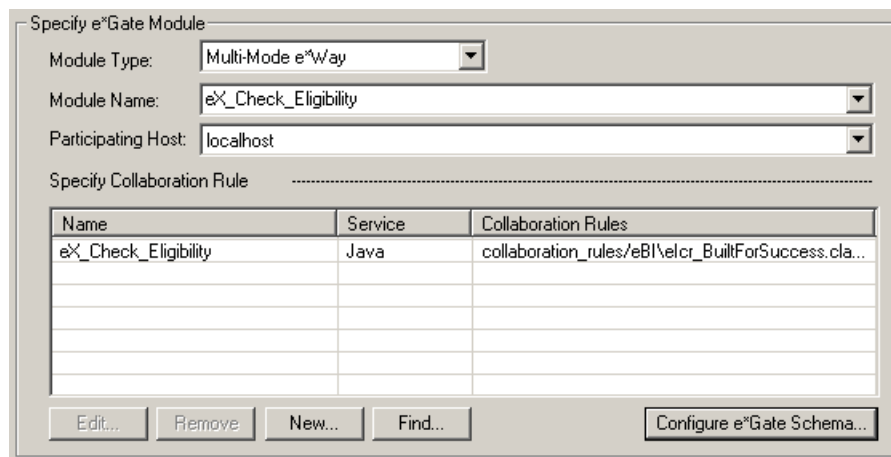 Specify e*Gate Module
Module Type: Multi-Mode e*Way
Module Name: eX_Check_Eligibility
Participating Host: localhost
Specify Collaboration Rule
Name Service Collaboration Rules
eX_Check_Eligibility Java collaboration_rules/eBI\eIcr_BuiltForSuccess.cla...
Edit... Remove New... Find... Configure e*Gate Schema...